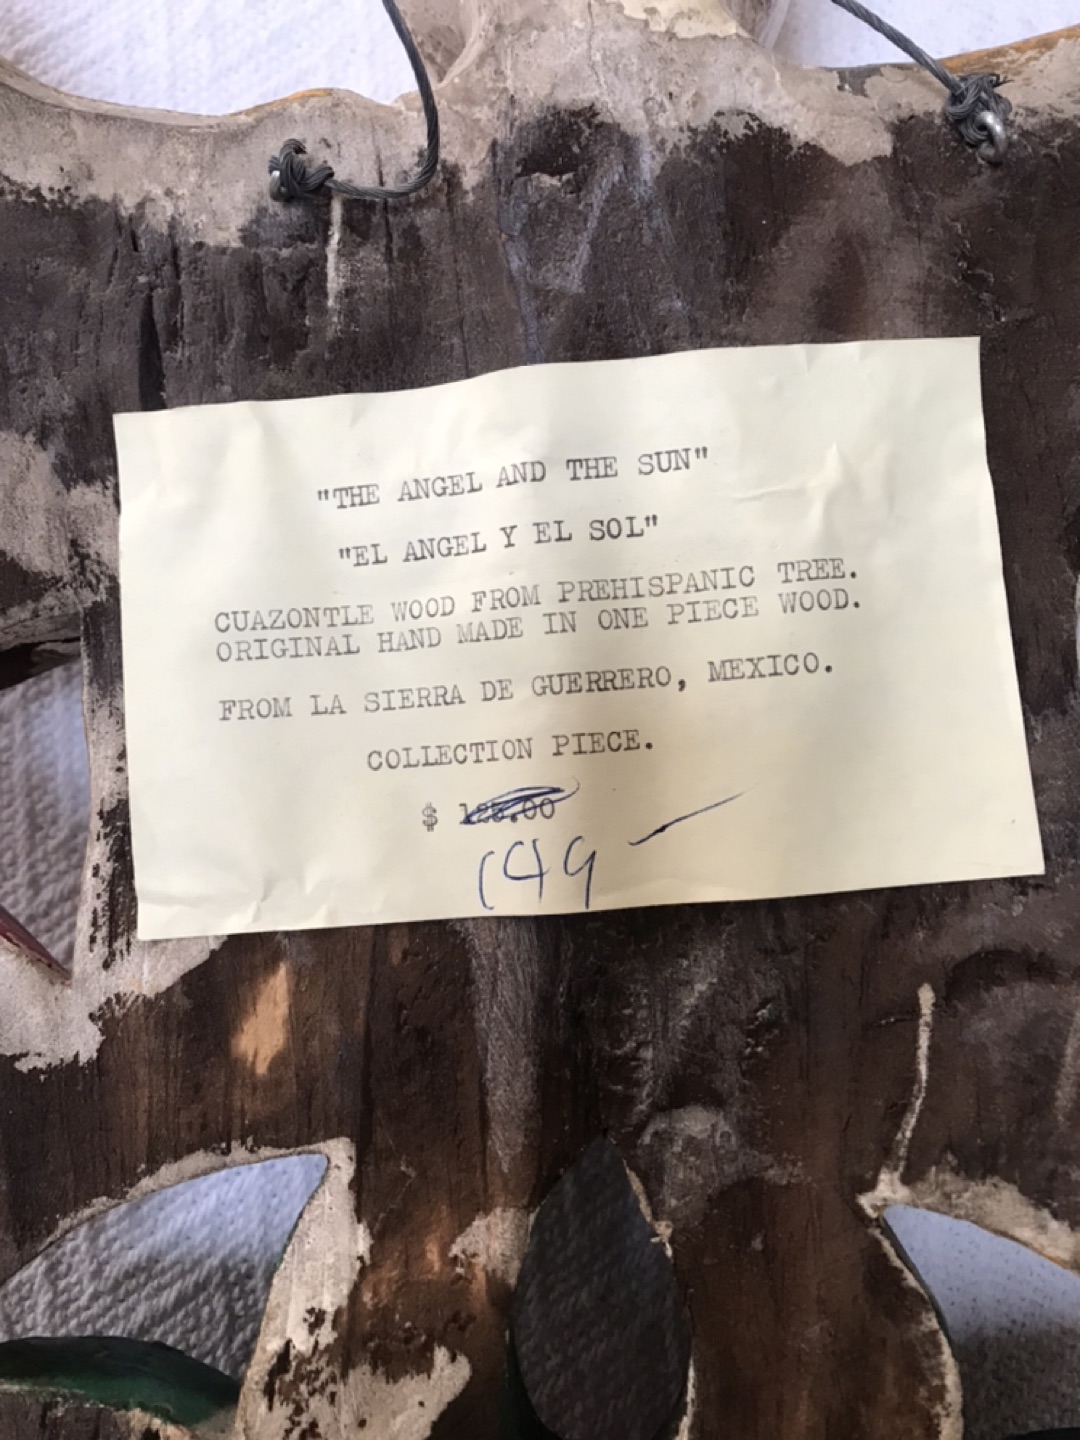 "THE ANGEL AND THE SUN"
"EL ANGEL Y EL SOL"
CUAZONTLE WOOD FROM PREHISPANIC TREE.
ORIGINAL HAND MADE IN ONE PIECE WOOD.
FROM LA SIERRA DE GUERRERO, MEXICO.
COLLECTION PIECE.
$
149 —